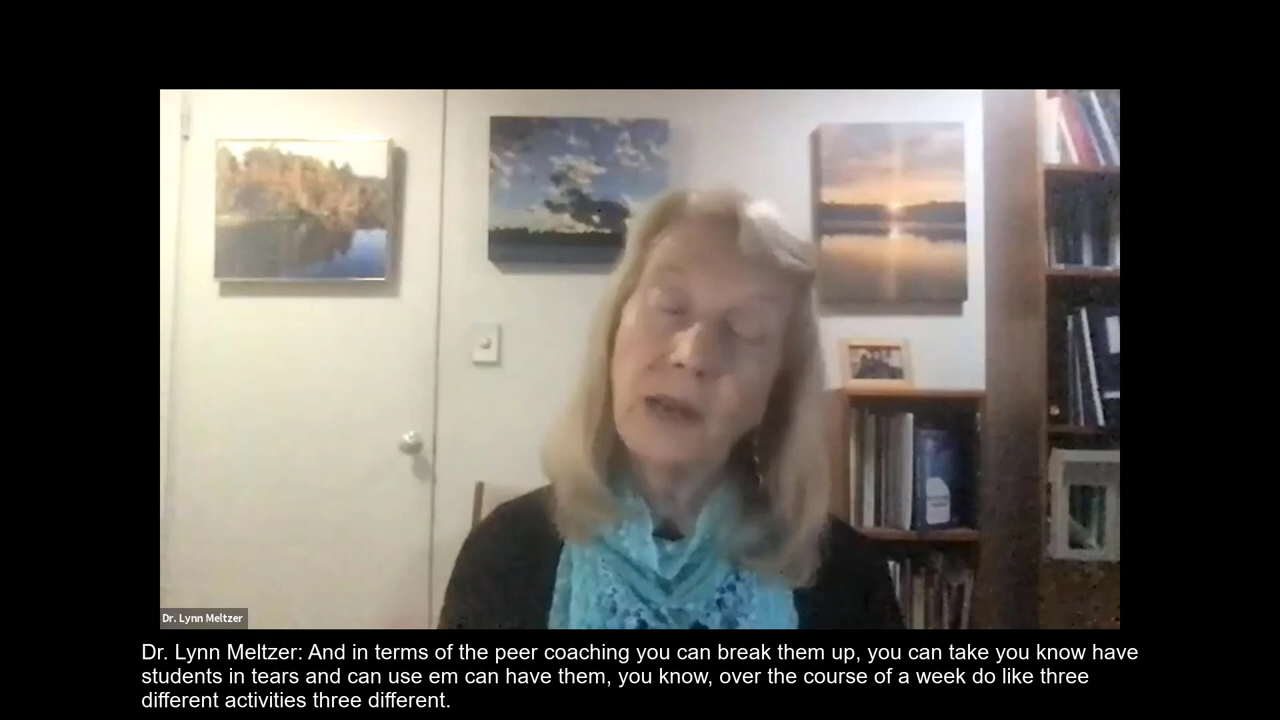 Dr. Lynn Meltzer
Dr. Lynn Meltzer: And in terms of the peer coaching you can break them up, you can take you know have
students in tears and can use em can have them, you know, over the course of a week do like three
different activities three different.